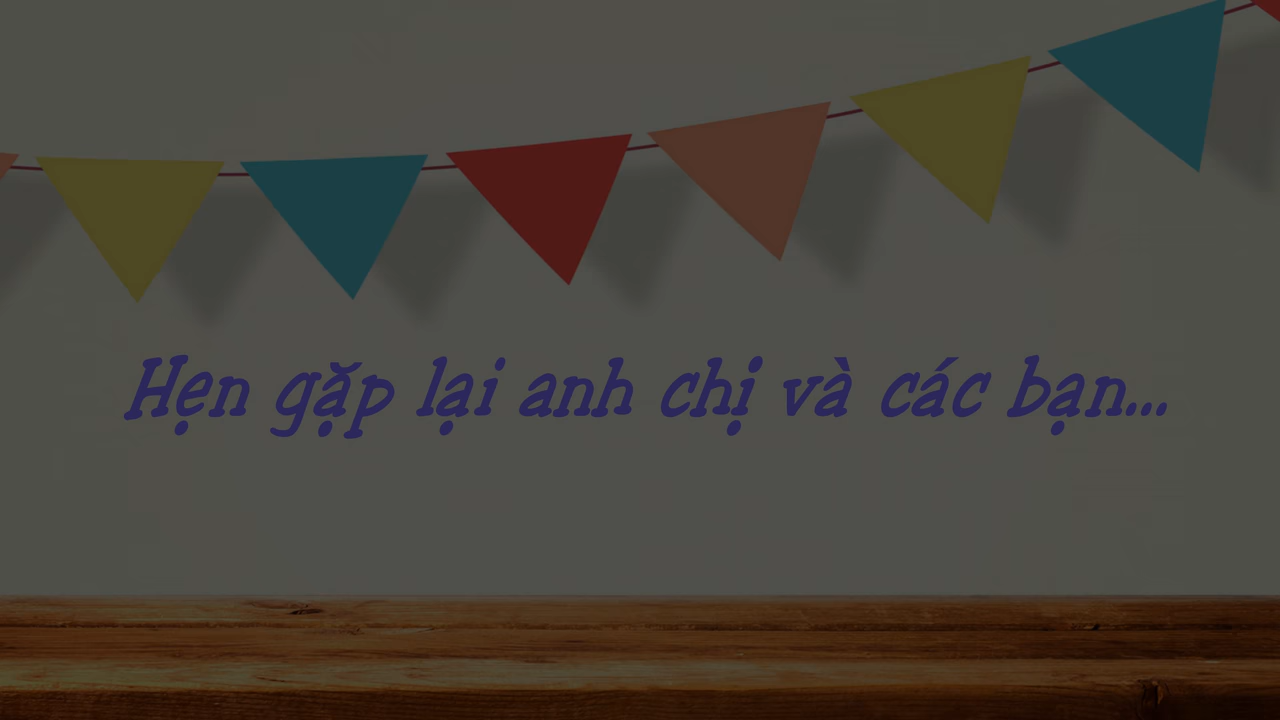 Hẹn gặp lại anh chị và các bạn...